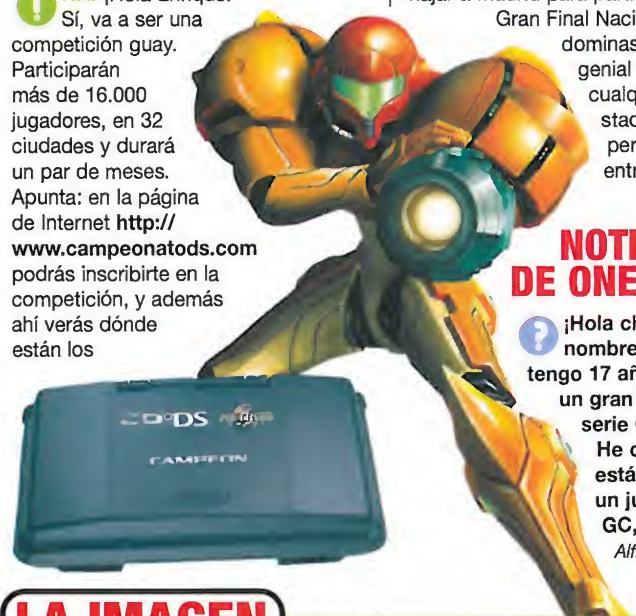 ¡Hola Enrique!
Sí, va a ser una
competición guay.
Participarán
más de 16.000
jugadores, en 32
ciudades y durará
un par de meses.
Apunta: en la página
de Internet http://
www.campeonatods.com
podrás inscribirte en la
competición, y además
ahí verás dónde
están los
DS
CAMPEON
LA IMAGEN
Gran Final Naci
dominas
genial
cualq
stac
per
entr
NOTI
DE ONE
¡Hola ch
nombre
tengo 17 añ
un gran
serie
He o
está
un ju
GC,
Alf